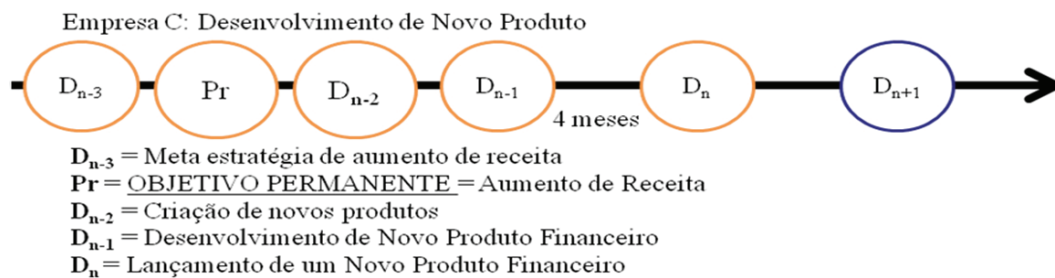 Empresa C: Desenvolvimento de Novo Produto
Dn-3 Pr Dn-2 Dn-1 Dn Dn+1
4 meses
Dn-3 = Meta estratégia de aumento de receita
Pr = OBJETIVO PERMANENTE = Aumento de Receita
Dn-2 = Criação de novos produtos
Dn-1 = Desenvolvimento de Novo Produto Financeiro
Dn = Lançamento de um Novo Produto Financeiro